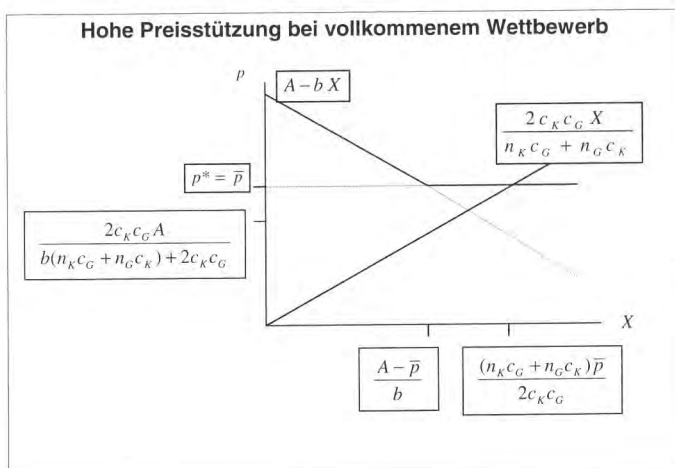 Hohe Preisstützung bei vollkommenem Wettbewerb
p
A – b X
2 c_K c_G X
n_K c_G + n_G c_K
p* = p̅
2c_K c_G A
b(n_K c_G + n_G c_K) + 2c_K c_G
X
A – p̅
b
(n_K c_G + n_G c_K) p̅
2c_K c_G